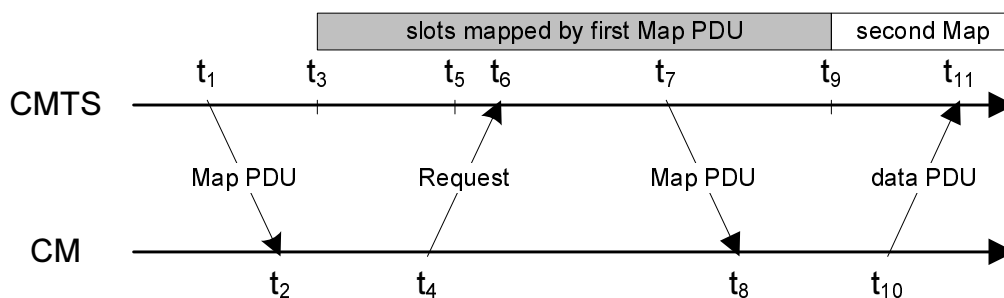 slots mapped by first Map PDU second Map
t1 t3 t5 t6 t7 t9 t11
CMTS
Map PDU Request Map PDU data PDU
CM
t2 t4 t8 t10